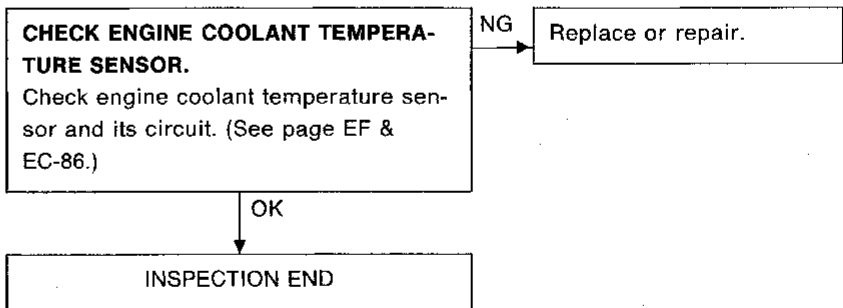 CHECK ENGINE COOLANT TEMPERA-
TURE SENSOR.
Check engine coolant temperature sen-
sor and its circuit. (See page EF &
EC-86.)
NG
Replace or repair.
OK
INSPECTION END